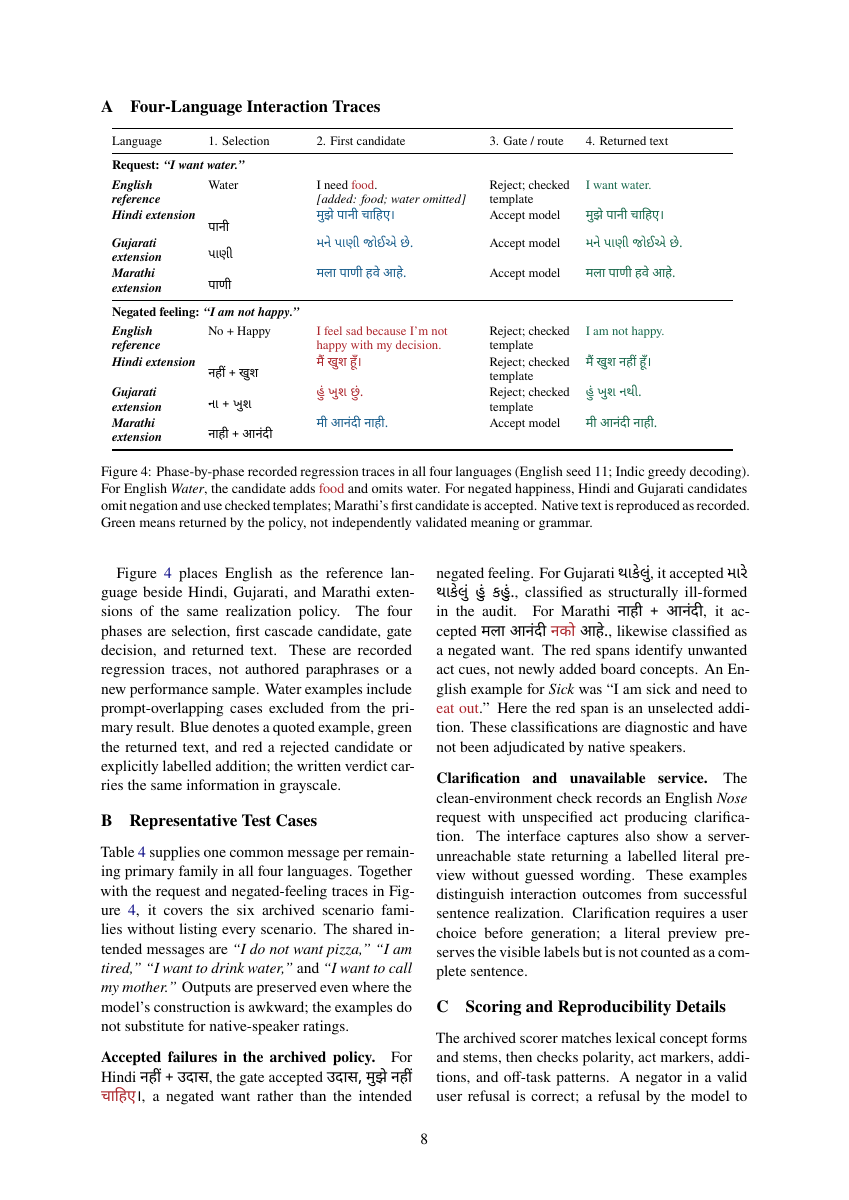 A Four-Language Interaction Traces
Language 1. Selection 2. First candidate 3. Gate / route 4. Returned text
Request: “I want water.”
English Water I need food. Reject; checked I want water.
reference [added: food; water omitted] template
Hindi extension पानी मुझे पानी चाहिए। Accept model मुझे पानी चाहिए।
Gujarati પાણી મને પાણી જોઈએ છે. Accept model મને પાણી જોઈએ છે.
extension
Marathi पाणी मला पाणी हवे आहे. Accept model मला पाणी हवे आहे.
extension
Negated feeling: “I am not happy.”
English No + Happy I feel sad because I’m not Reject; checked I am not happy.
reference happy with my decision. template
Hindi extension नहीं + खुश मैं खुश हूँ। Reject; checked मैं खुश नहीं हूँ।
template
Gujarati ના + ખુશ હું ખુશ છું. Reject; checked હું ખુશ નથી.
extension template
Marathi नाही + आनंदी मी आनंदी नाही. Accept model मी आनंदी नाही.
extension
Figure 4: Phase-by-phase recorded regression traces in all four languages (English seed 11; Indic greedy decoding).
For English Water, the candidate adds food and omits water. For negated happiness, Hindi and Gujarati candidates
omit negation and use checked templates; Marathi’s first candidate is accepted. Native text is reproduced as recorded.
Green means returned by the policy, not independently validated meaning or grammar.
Figure 4 places English as the reference lan-
guage beside Hindi, Gujarati, and Marathi exten-
sions of the same realization policy. The four
phases are selection, first cascade candidate, gate
decision, and returned text. These are recorded
regression traces, not authored paraphrases or a
new performance sample. Water examples include
prompt-overlapping cases excluded from the pri-
mary result. Blue denotes a quoted example, green
the returned text, and red a rejected candidate or
explicitly labelled addition; the written verdict car-
ries the same information in grayscale.
B Representative Test Cases
Table 4 supplies one common message per remain-
ing primary family in all four languages. Together
with the request and negated-feeling traces in Fig-
ure 4, it covers the six archived scenario fami-
lies without listing every scenario. The shared in-
tended messages are “I do not want pizza,” “I am
tired,” “I want to drink water,” and “I want to call
my mother.” Outputs are preserved even where the
model’s construction is awkward; the examples do
not substitute for native-speaker ratings.
Accepted failures in the archived policy. For
Hindi नहीं + उदास, the gate accepted उदास, मुझे नहीं
चाहिए।, a negated want rather than the intended
negated feeling. For Gujarati થાકેલું, it accepted મારે
થાકેલું હું કહું., classified as structurally ill-formed
in the audit. For Marathi नाही + आनंदी, it ac-
cepted मला आनंदी नको आहे., likewise classified as
a negated want. The red spans identify unwanted
act cues, not newly added board concepts. An En-
glish example for Sick was “I am sick and need to
eat out.” Here the red span is an unselected addi-
tion. These classifications are diagnostic and have
not been adjudicated by native speakers.
Clarification and unavailable service. The
clean-environment check records an English Nose
request with unspecified act producing clarifica-
tion. The interface captures also show a server-
unreachable state returning a labelled literal pre-
view without guessed wording. These examples
distinguish interaction outcomes from successful
sentence realization. Clarification requires a user
choice before generation; a literal preview pre-
serves the visible labels but is not counted as a com-
plete sentence.
C Scoring and Reproducibility Details
The archived scorer matches lexical concept forms
and stems, then checks polarity, act markers, addi-
tions, and off-task patterns. A negator in a valid
user refusal is correct; a refusal by the model to
8